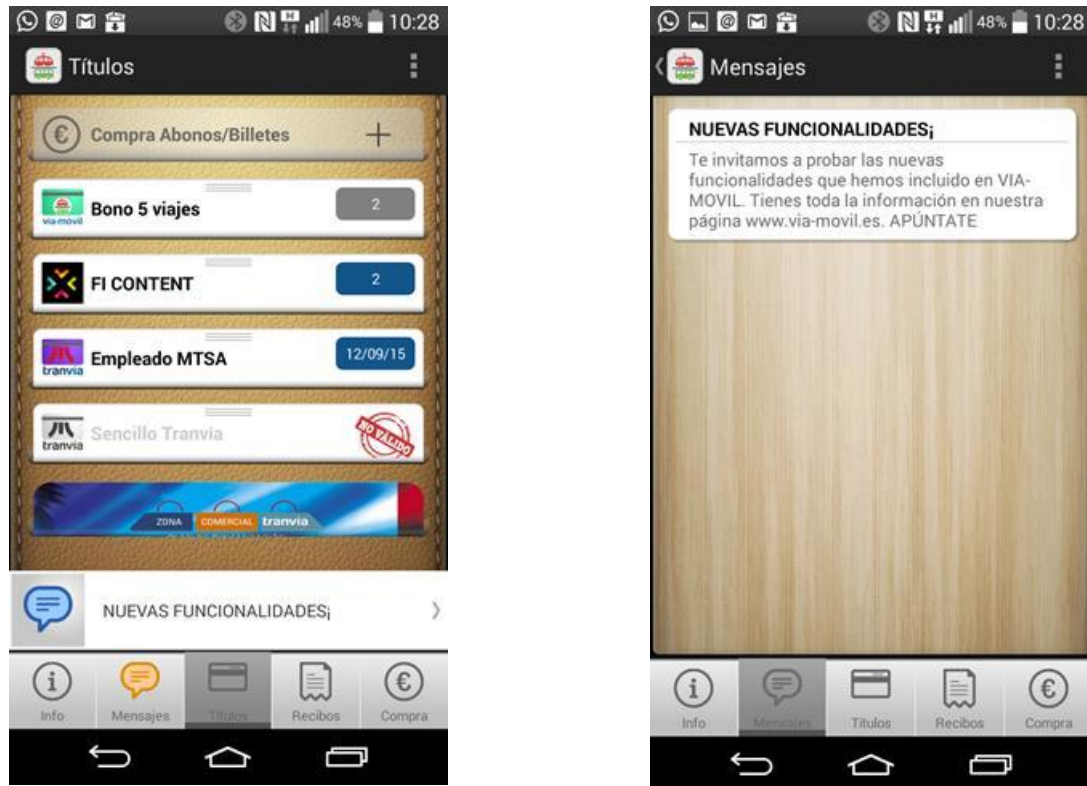 48% 10:28
Títulos
Compra Abonos/Billetes
via-movil
Bono 5 viajes
2
FI CONTENT
2
tranvia
Empleado MTSA
12/09/15
tranvia
Sencillo Tranvia
NO VÁLIDO
ZONA COMERCIAL tranvia
NUEVAS FUNCIONALIDADES¡
Info Mensajes Títulos Recibos Compra
48% 10:28
Mensajes
NUEVAS FUNCIONALIDADES¡
Te invitamos a probar las nuevas
funcionalidades que hemos incluido en VIA-
MOVIL. Tienes toda la información en nuestra
página www.via-movil.es. APÚNTATE
Info Mensajes Títulos Recibos Compra